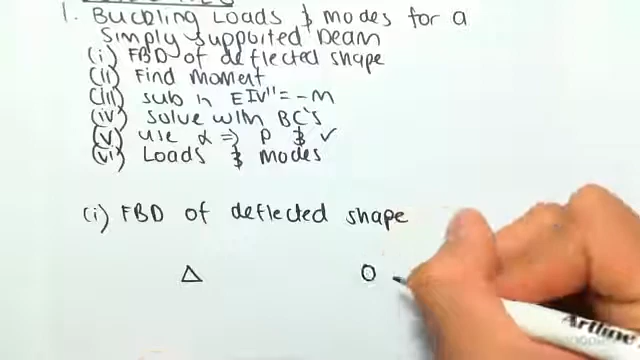 1. Buckling Loads & modes for a
Simply Supported Beam
(i) FBD of deflected shape
(ii) Find Moment
(iii) sub in EIV''=-M
(iv) Solve with BC's
(v) use α => P & v
(vi) Loads & Modes
(i) FBD of deflected shape
Artline